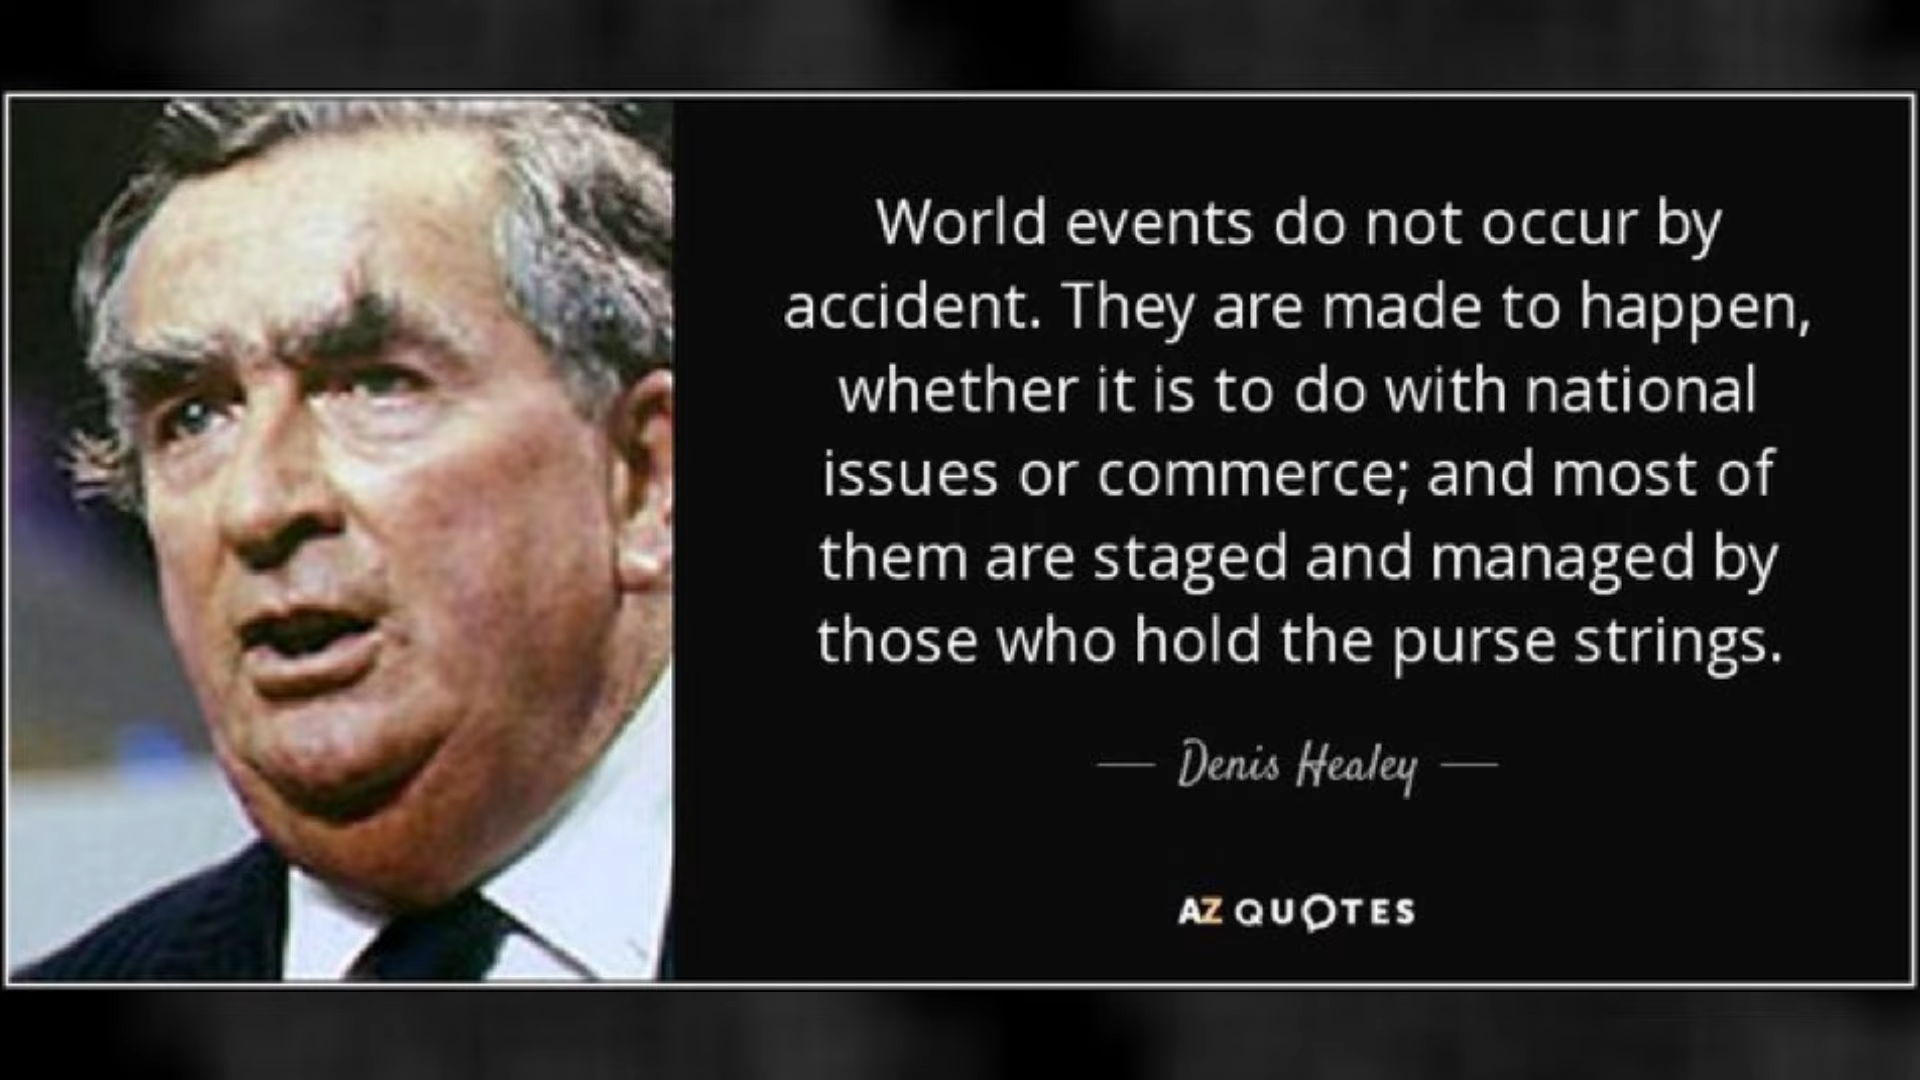 World events do not occur by
accident. They are made to happen,
whether it is to do with national
issues or commerce; and most of
them are staged and managed by
those who hold the purse strings.
Denis Healey
AZ QUOTES